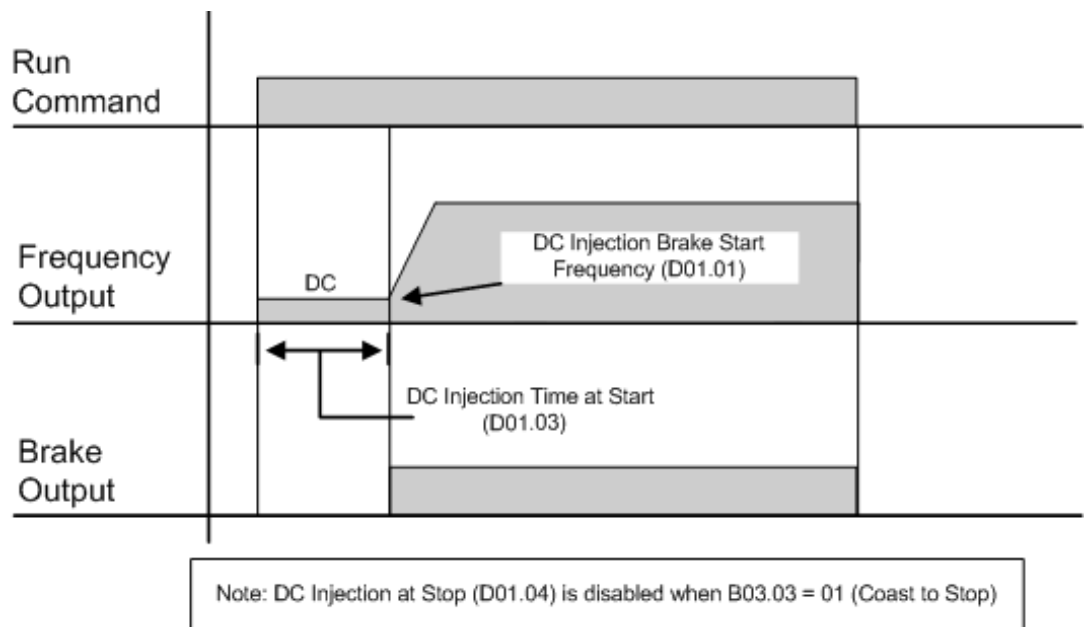 Run
Command
Frequency
Output
DC
DC Injection Brake Start
Frequency (D01.01)
DC Injection Time at Start
(D01.03)
Brake
Output
Note: DC Injection at Stop (D01.04) is disabled when B03.03 = 01 (Coast to Stop)